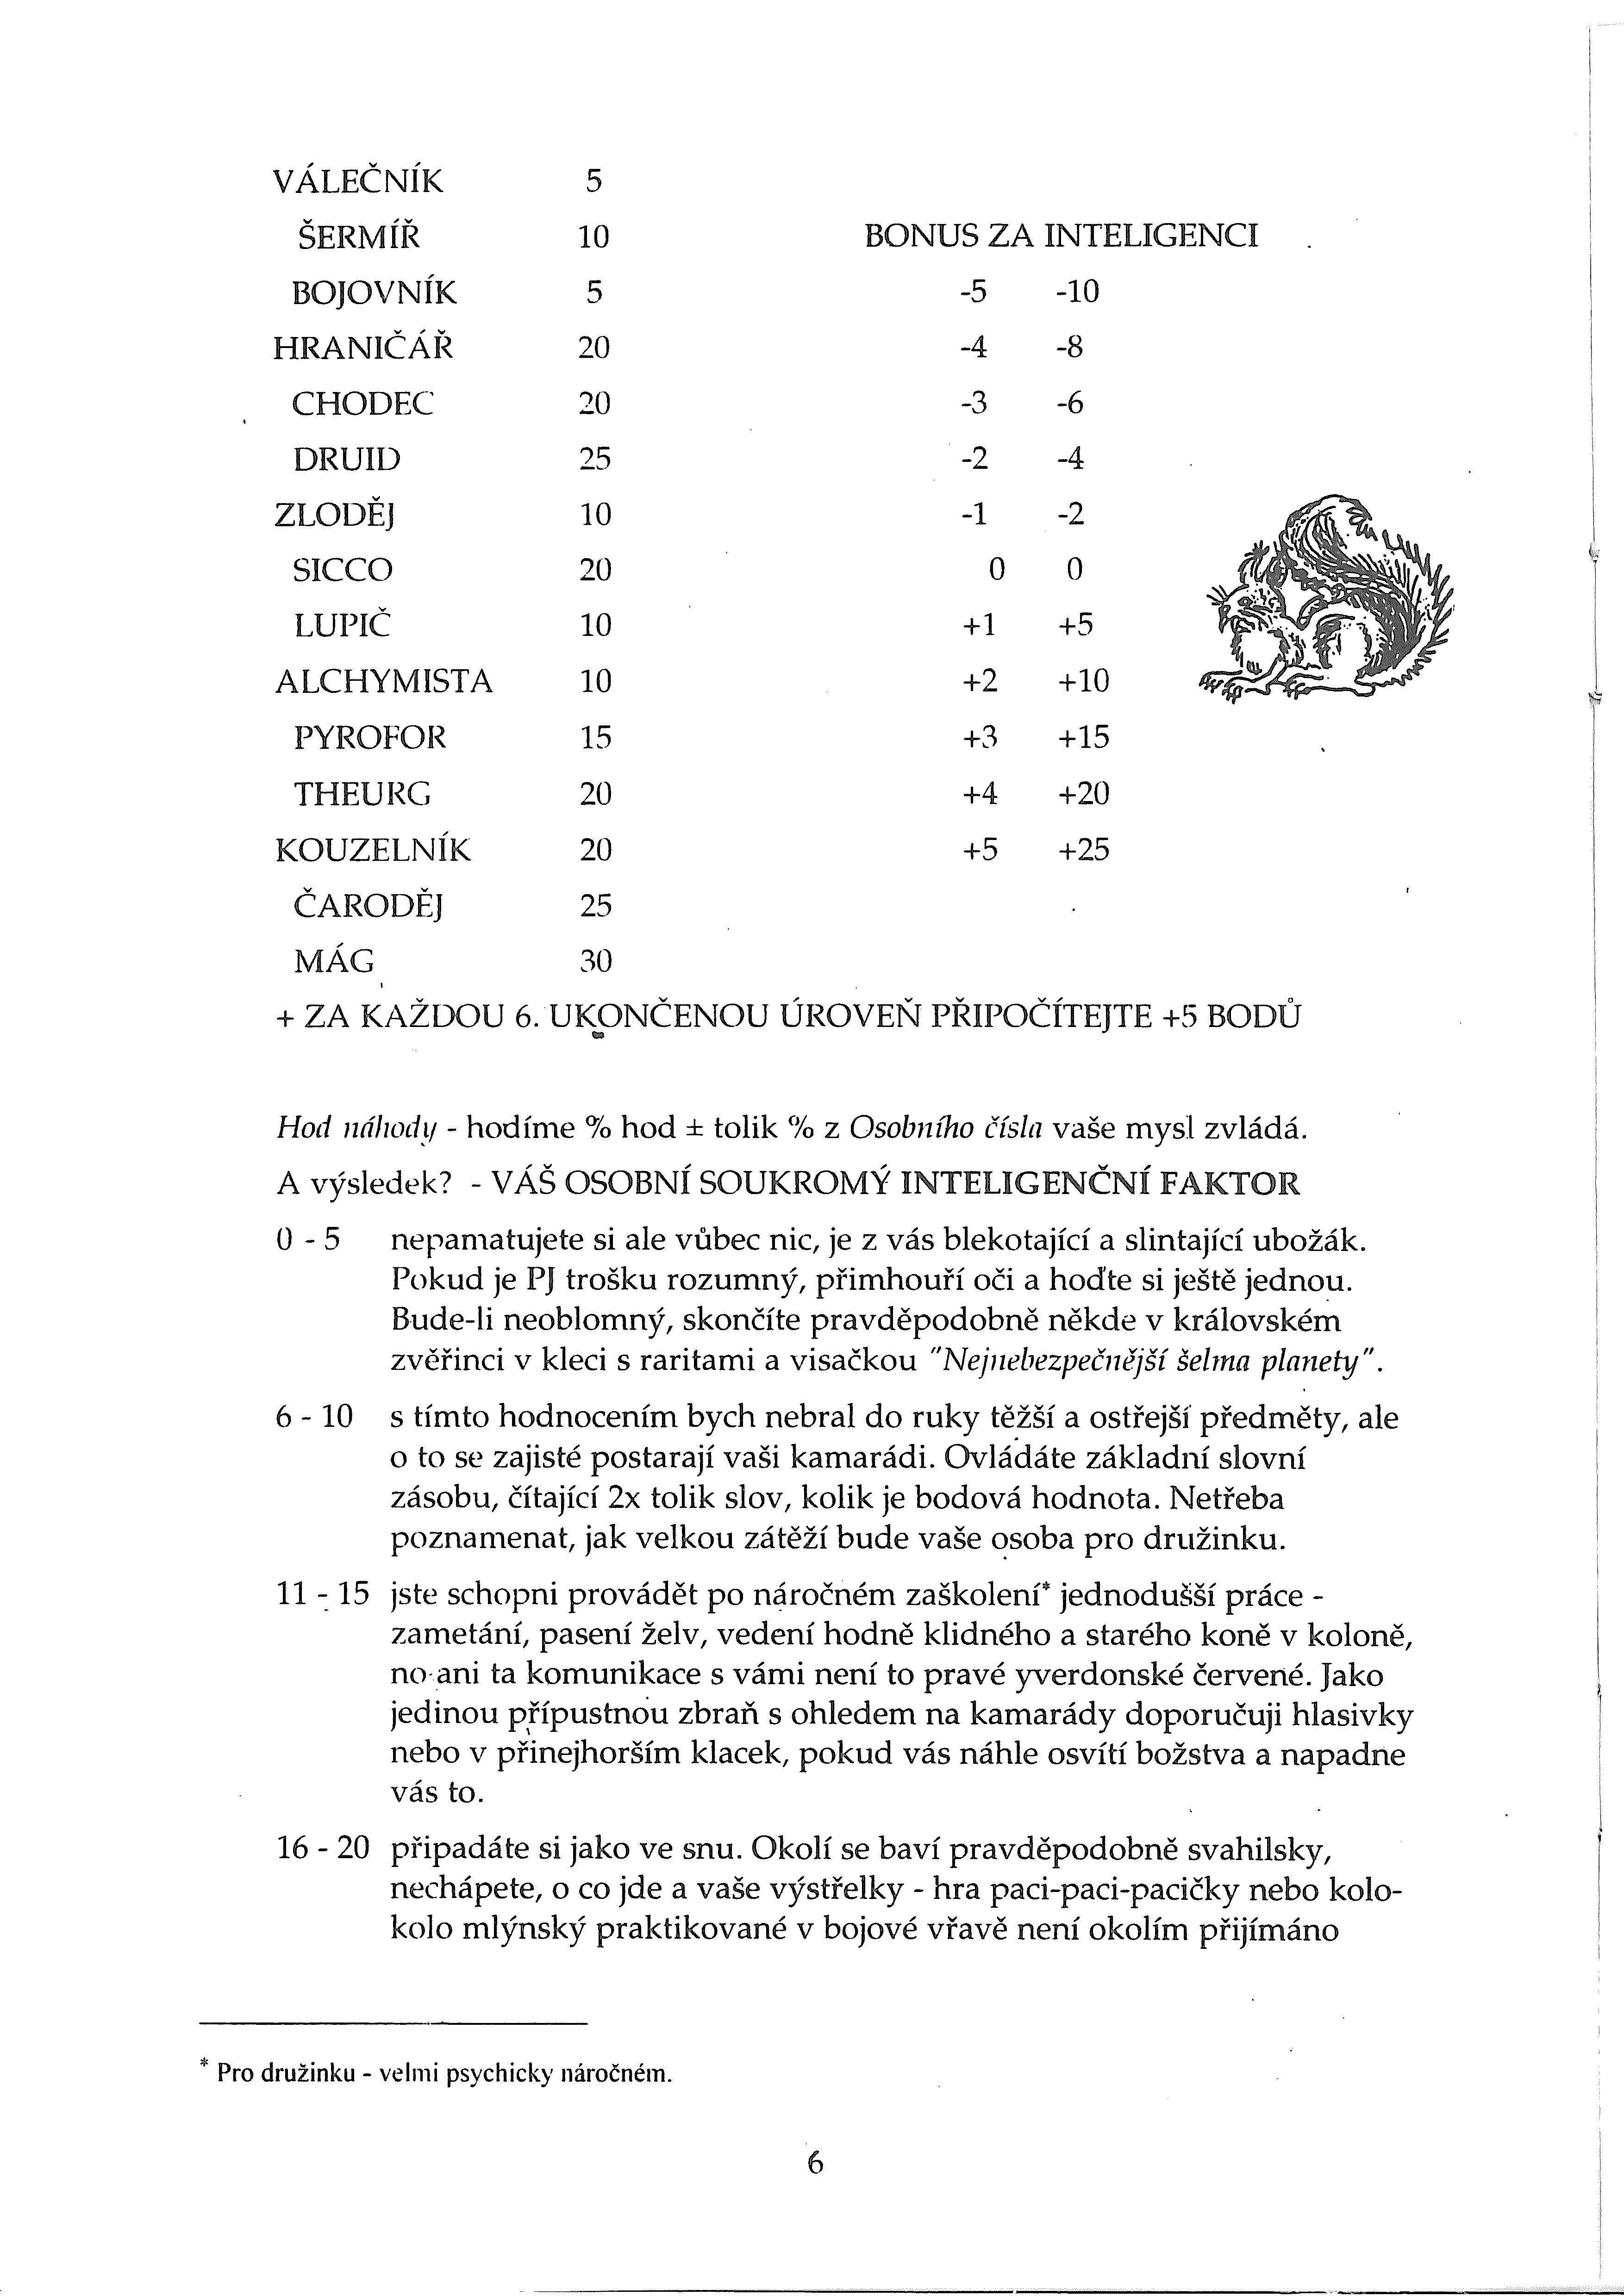 VÁLEČNÍK 5
ŠERMÍŘ 10
BOJOVNÍK 5
HRANIČÁŘ 20
CHODEC 20
DRUID 25
ZLODĚJ 10
SICCO 20
LUPIČ 10
ALCHYMISTA 10
PYROFOR 15
THEURG 20
KOUZELNÍK 20
ČARODĚJ 25
MÁG 30
BONUS ZA INTELIGENCI
-5 -10
-4 -8
-3 -6
-2 -4
-1 -2
0 0
+1 +5
+2 +10
+3 +15
+4 +20
+5 +25
+ ZA KAŽDOU 6. UKONČENOU ÚROVEŇ PŘIPOČÍTEJTE +5 BODŮ
Hod náhody - hodíme % hod ± tolik % z Osobního čísla vaše mysl zvládá.
A výsledek? - VÁŠ OSOBNÍ SOUKROMÝ INTELIGENČNÍ FAKTOR
0 - 5 nepamatujete si ale vůbec nic, je z vás blekotající a slintající ubožák.
Pokud je PJ trošku rozumný, přimhouří oči a hoďte si ještě jednou.
Bude-li neoblomný, skončíte pravděpodobně někde v královském
zvěřinci v kleci s raritami a visačkou "Nejnebezpečnější šelma planety".
6 - 10 s tímto hodnocením bych nebral do ruky těžší a ostřejší předměty, ale
o to se zajisté postarají vaši kamarádi. Ovládáte základní slovní
zásobu, čítající 2x tolik slov, kolik je bodová hodnota. Netřeba
poznamenat, jak velkou zátěží bude vaše osoba pro družinku.
11 - 15 jste schopni provádět po náročném zaškolení* jednodušší práce -
zametání, pasení želv, vedení hodně klidného a starého koně v koloně,
no ani ta komunikace s vámi není to pravé yverdonské červené. Jako
jedinou přípustnou zbraň s ohledem na kamarády doporučuji hlasivky
nebo v přinejhorším klacek, pokud vás náhle osvítí božstva a napadne
vás to.
16 - 20 připadáte si jako ve snu. Okolí se baví pravděpodobně svahilsky,
nechápete, o co jde a vaše výstřelky - hra paci-paci-pacičky nebo kolo-
kolo mlýnský praktikované v bojové vřavě není okolím přijímáno
* Pro družinku - velmi psychicky náročném.
6